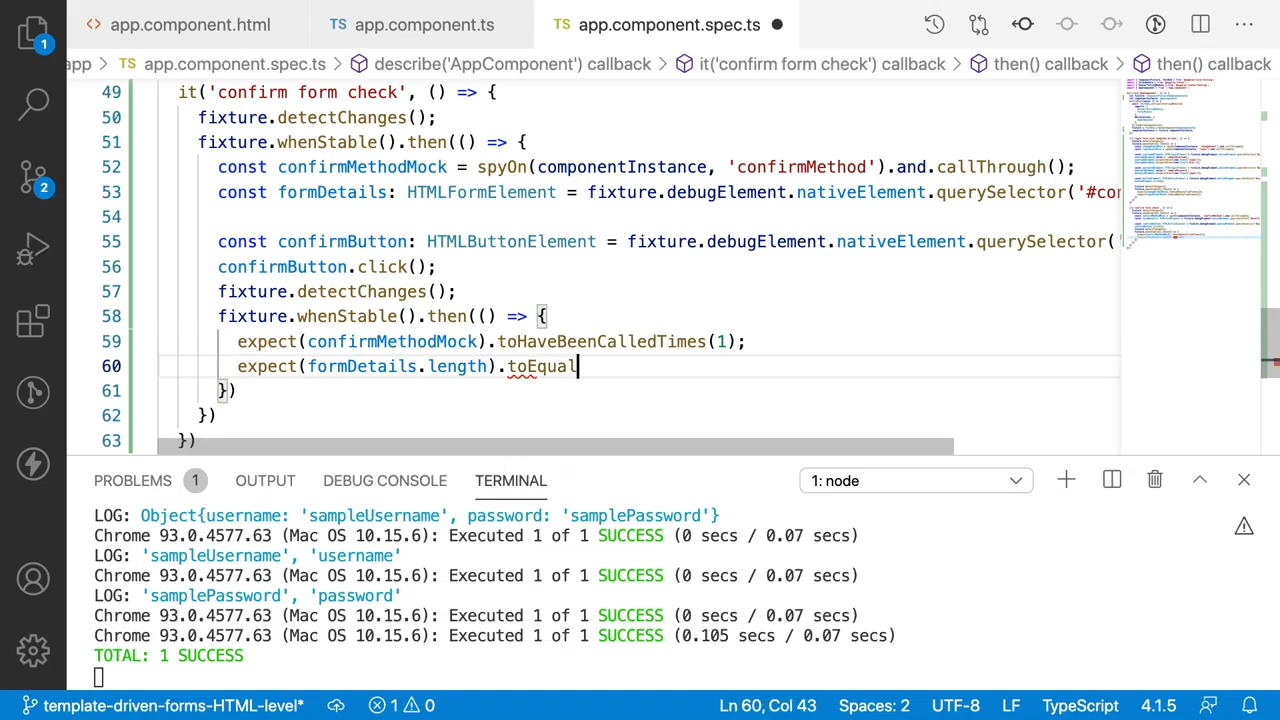 <> app.component.html TS app.component.ts TS app.component.spec.ts
app > TS app.component.spec.ts > describe('AppComponent') callback > it('confirm form check') callback > then() callback > then() callback
49 it('confirm form check', () => {
50 fixture.detectChanges();
51 fixture.whenStable().then(() => {
52 const confirmMethodMock = spyOn(componentInstance, 'confirmMethod').and.callThrough();
53 const formDetails: HTMLFormElement = fixture.debugElement.nativeElement.querySelector('#co
54
55 const confirmButton: HTMLButtonElement = fixture.debugElement.nativeElement.querySelector('
56 confirmButton.click();
57 fixture.detectChanges();
58 fixture.whenStable().then(() => {
59 expect(confirmMethodMock).toHaveBeenCalledTimes(1);
60 expect(formDetails.length).toEqual
61 })
62 })
63 })
PROBLEMS 1 OUTPUT DEBUG CONSOLE TERMINAL 1: node
LOG: Object{username: 'sampleUsername', password: 'samplePassword'}
Chrome 93.0.4577.63 (Mac OS 10.15.6): Executed 1 of 1 SUCCESS (0 secs / 0.07 secs)
LOG: 'sampleUsername', 'username'
Chrome 93.0.4577.63 (Mac OS 10.15.6): Executed 1 of 1 SUCCESS (0 secs / 0.07 secs)
LOG: 'samplePassword', 'password'
Chrome 93.0.4577.63 (Mac OS 10.15.6): Executed 1 of 1 SUCCESS (0 secs / 0.07 secs)
Chrome 93.0.4577.63 (Mac OS 10.15.6): Executed 1 of 1 SUCCESS (0.105 secs / 0.07 secs)
TOTAL: 1 SUCCESS
1
2
template-driven-forms-HTML-level* 1 0 Ln 60, Col 43 Spaces: 2 UTF-8 LF TypeScript 4.1.5